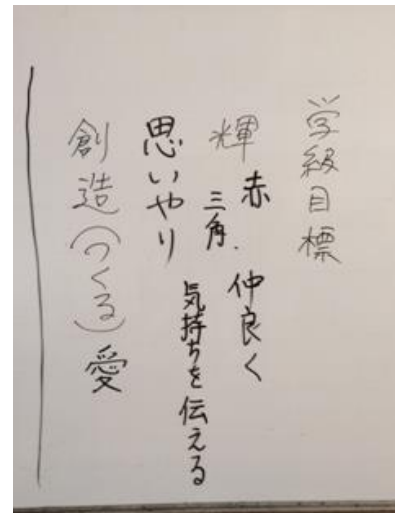 学級目標
輝
赤 仲良く
三角.
気持ちを伝える
思いやり
創造(つくる)愛